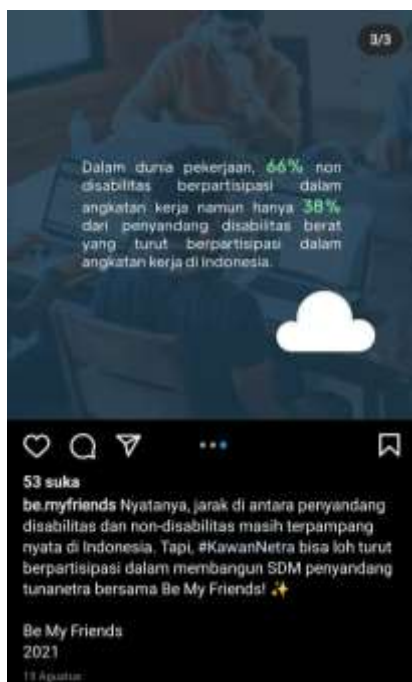 3/3
Dalam dunia pekerjaan, 66% non
disabilitas berpartisipasi dalam
angkatan kerja namun hanya 38%
dari penyandang disabilitas berat
yang turut berpartisipasi dalam
angkatan kerja di Indonesia.
53 suka
be.myfriends Nyatanya, jarak di antara penyandang
disabilitas dan non-disabilitas masih terpampang
nyata di Indonesia. Tapi, #KawanNetra bisa loh turut
berpartisipasi dalam membangun SDM penyandang
tunanetra bersama Be My Friends! ✨
Be My Friends
2021
19 Agustus